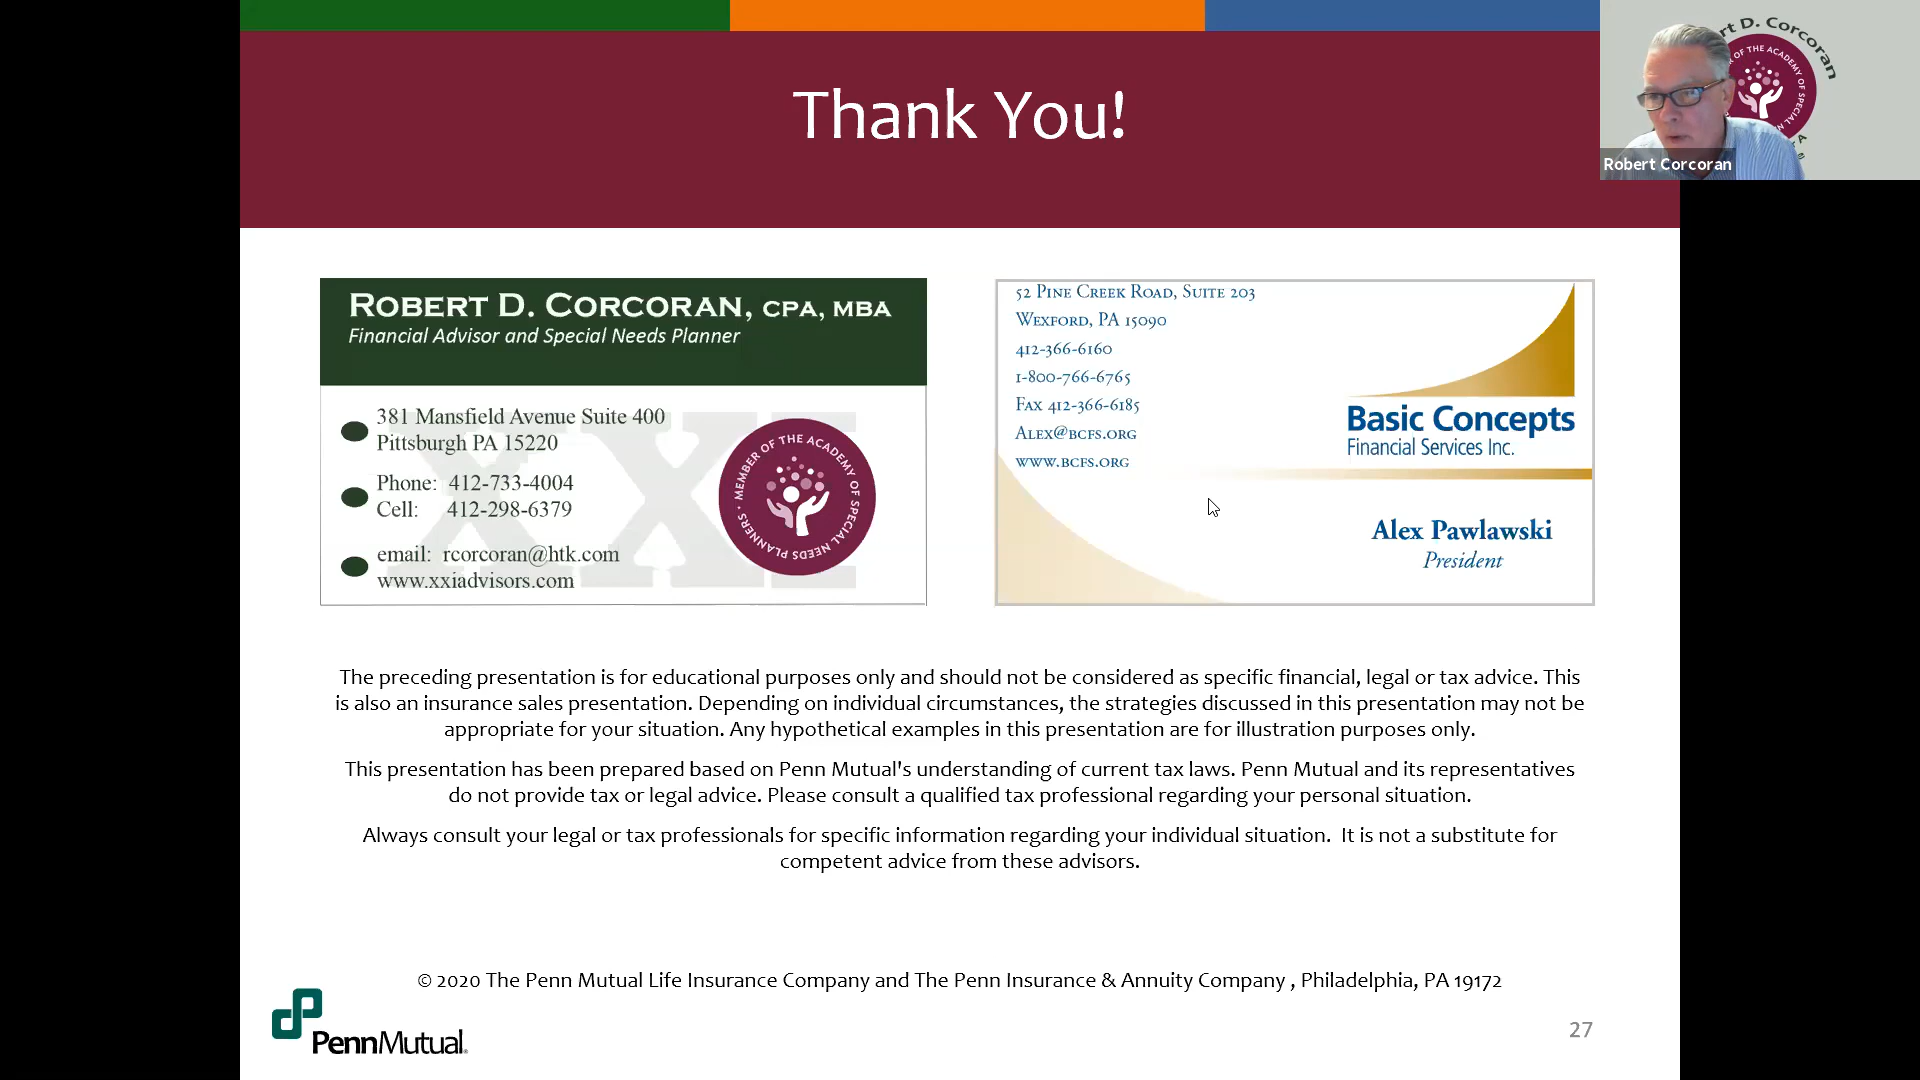 Thank You!
rt D. Corcoran
OF THE ACADEMY OF SPECIAL
Robert Corcoran
ROBERT D. CORCORAN, CPA, MBA
Financial Advisor and Special Needs Planner
381 Mansfield Avenue Suite 400
Pittsburgh PA 15220
Phone: 412-733-4004
Cell: 412-298-6379
email: rcorcoran@htk.com
www.xxiadvisors.com
XXI
MEMBER OF THE ACADEMY OF SPECIAL NEEDS PLANNERS •
52 PINE CREEK ROAD, SUITE 203
WEXFORD, PA 15090
412-366-6160
1-800-766-6765
FAX 412-366-6185
ALEX@BCFS.ORG
WWW.BCFS.ORG
Basic Concepts
Financial Services Inc.
Alex Pawlawski
President
The preceding presentation is for educational purposes only and should not be considered as specific financial, legal or tax advice. This
is also an insurance sales presentation. Depending on individual circumstances, the strategies discussed in this presentation may not be
appropriate for your situation. Any hypothetical examples in this presentation are for illustration purposes only.
This presentation has been prepared based on Penn Mutual's understanding of current tax laws. Penn Mutual and its representatives
do not provide tax or legal advice. Please consult a qualified tax professional regarding your personal situation.
Always consult your legal or tax professionals for specific information regarding your individual situation. It is not a substitute for
competent advice from these advisors.
© 2020 The Penn Mutual Life Insurance Company and The Penn Insurance & Annuity Company , Philadelphia, PA 19172
PennMutual®
27